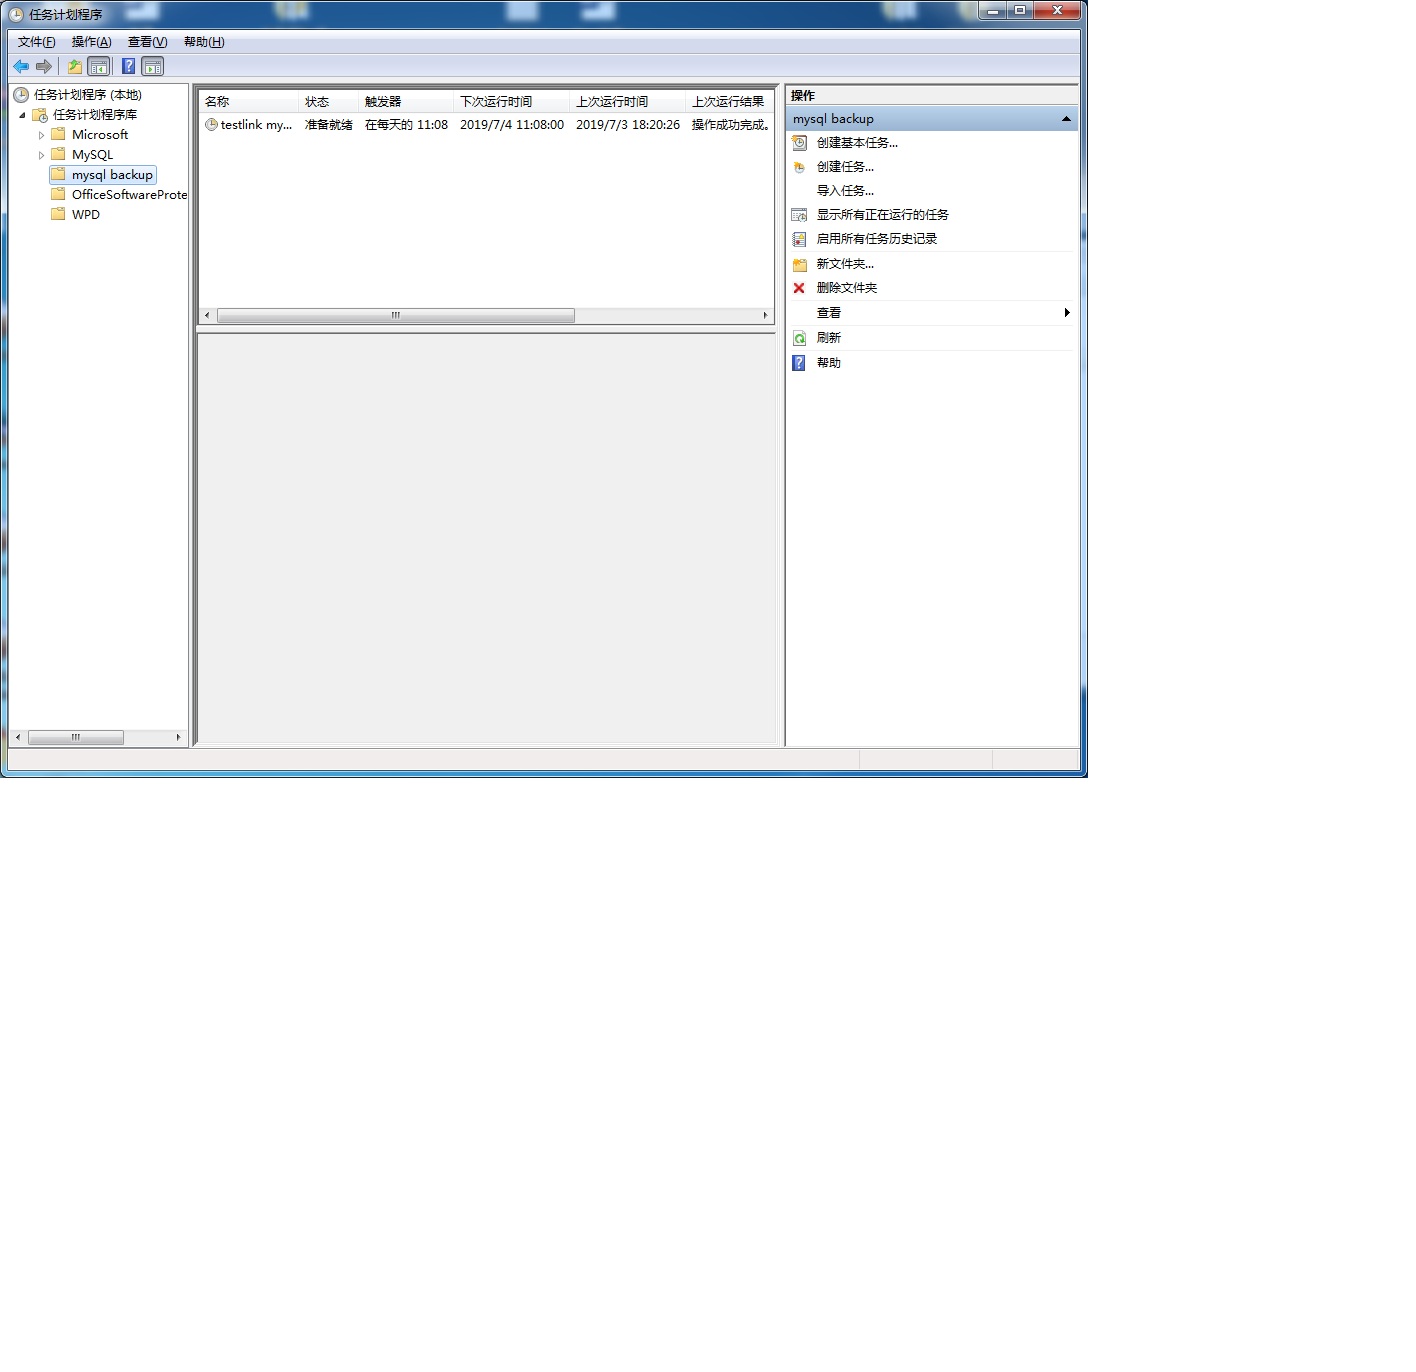 任务计划程序
文件(F) 操作(A) 查看(V) 帮助(H)
任务计划程序 (本地)
任务计划程序库
Microsoft
MySQL
mysql backup
OfficeSoftwareProte
WPD
名称 状态 触发器 下次运行时间 上次运行时间 上次运行结果
testlink my... 准备就绪 在每天的 11:08 2019/7/4 11:08:00 2019/7/3 18:20:26 操作成功完成。
操作
mysql backup
创建基本任务...
创建任务...
导入任务...
显示所有正在运行的任务
启用所有任务历史记录
新文件夹...
删除文件夹
查看
刷新
帮助